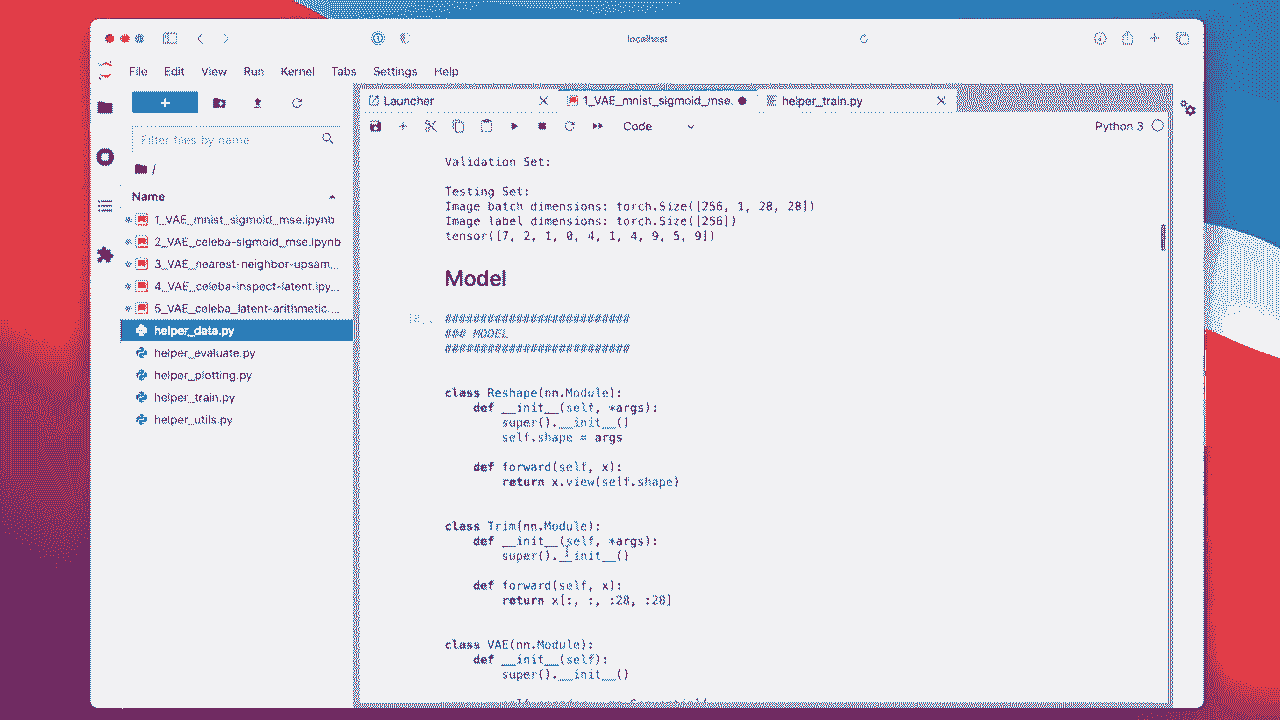 localhost
File Edit View Run Kernel Tabs Settings Help
+
Filter files by name
/
Name
1_VAE_mnist_sigmoid_mse.ipynb
2_VAE_celeba-sigmoid_mse.ipynb
3_VAE_nearest-neighbor-upsam...
4_VAE_celeba-inspect-latent.ipy...
5_VAE_celeba_latent-arithmetic....
helper_data.py
helper_evaluate.py
helper_plotting.py
helper_train.py
helper_utils.py
Launcher 1_VAE_mnist_sigmoid_mse. helper_train.py
Code Python 3
Validation Set:
Testing Set:
Image batch dimensions: torch.Size([256, 1, 28, 28])
Image label dimensions: torch.Size([256])
tensor([7, 2, 1, 0, 4, 1, 4, 9, 5, 9])
Model
##########################
### MODEL
##########################
class Reshape(nn.Module):
def __init__(self, *args):
super().__init__()
self.shape = args
def forward(self, x):
return x.view(self.shape)
class Trim(nn.Module):
def __init__(self, *args):
super().__init__()
def forward(self, x):
return x[:, :, :28, :28]
class VAE(nn.Module):
def __init__(self):
super().__init__()